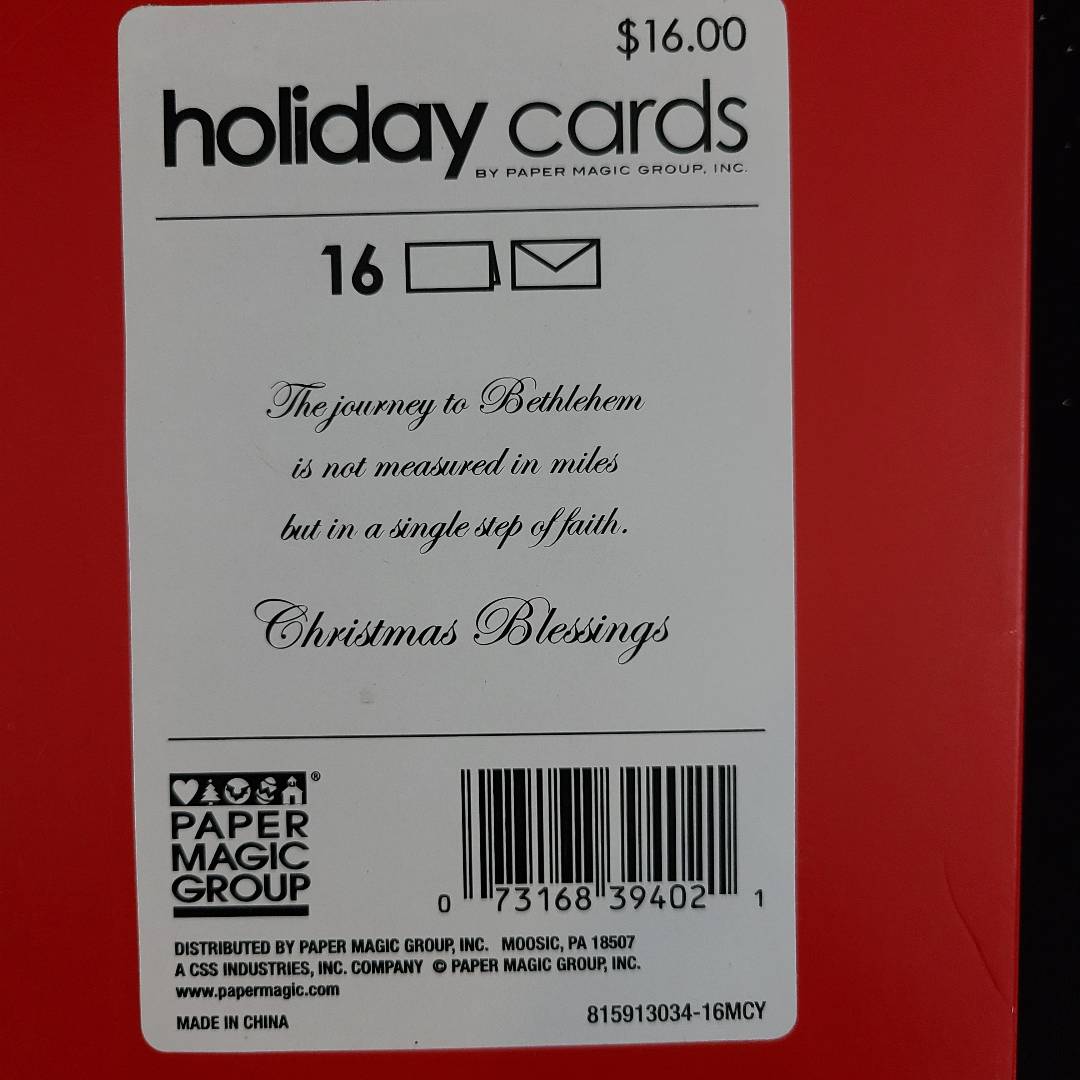 $16.00
holiday cards
BY PAPER MAGIC GROUP, INC.
16
The journey to Bethlehem
is not measured in miles
but in a single step of faith.
Christmas Blessings
®
PAPER
MAGIC
GROUP
0 73168 39402 1
DISTRIBUTED BY PAPER MAGIC GROUP, INC. MOOSIC, PA 18507
A CSS INDUSTRIES, INC. COMPANY © PAPER MAGIC GROUP, INC.
www.papermagic.com
MADE IN CHINA
815913034-16MCY